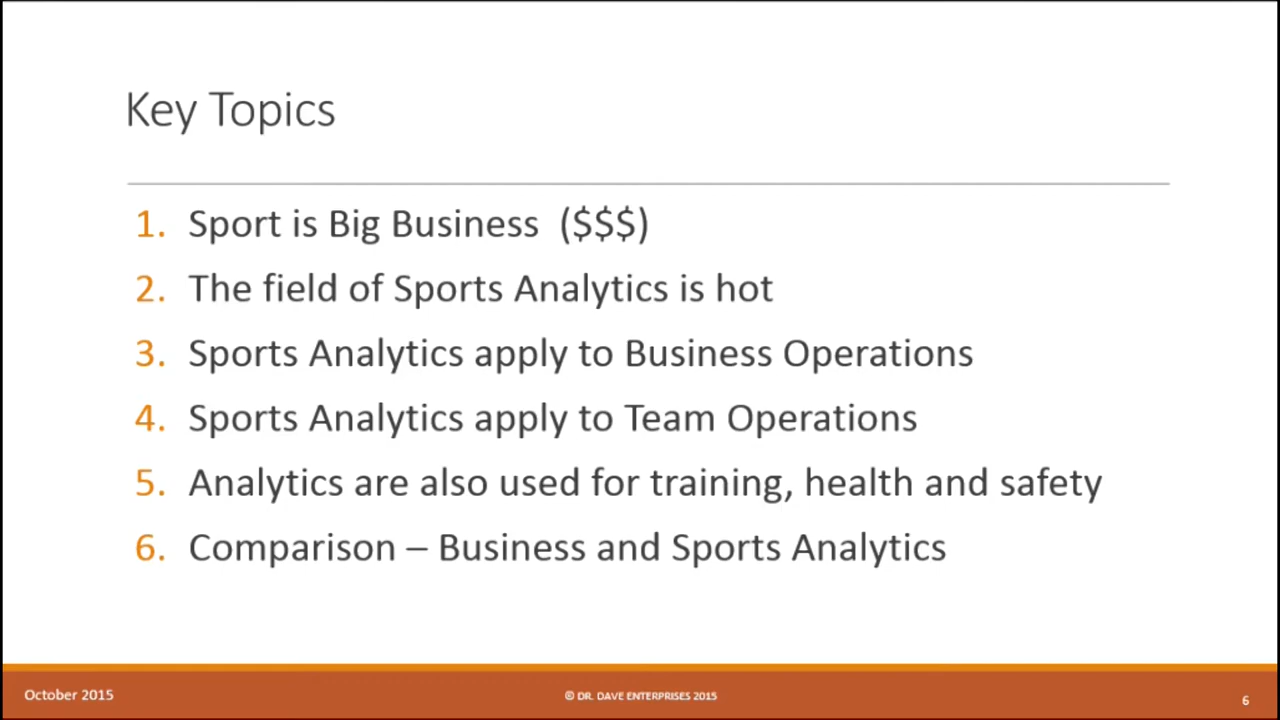 Key Topics
1. Sport is Big Business ($$$)
2. The field of Sports Analytics is hot
3. Sports Analytics apply to Business Operations
4. Sports Analytics apply to Team Operations
5. Analytics are also used for training, health and safety
6. Comparison – Business and Sports Analytics
October 2015
© DR. DAVE ENTERPRISES 2015
6